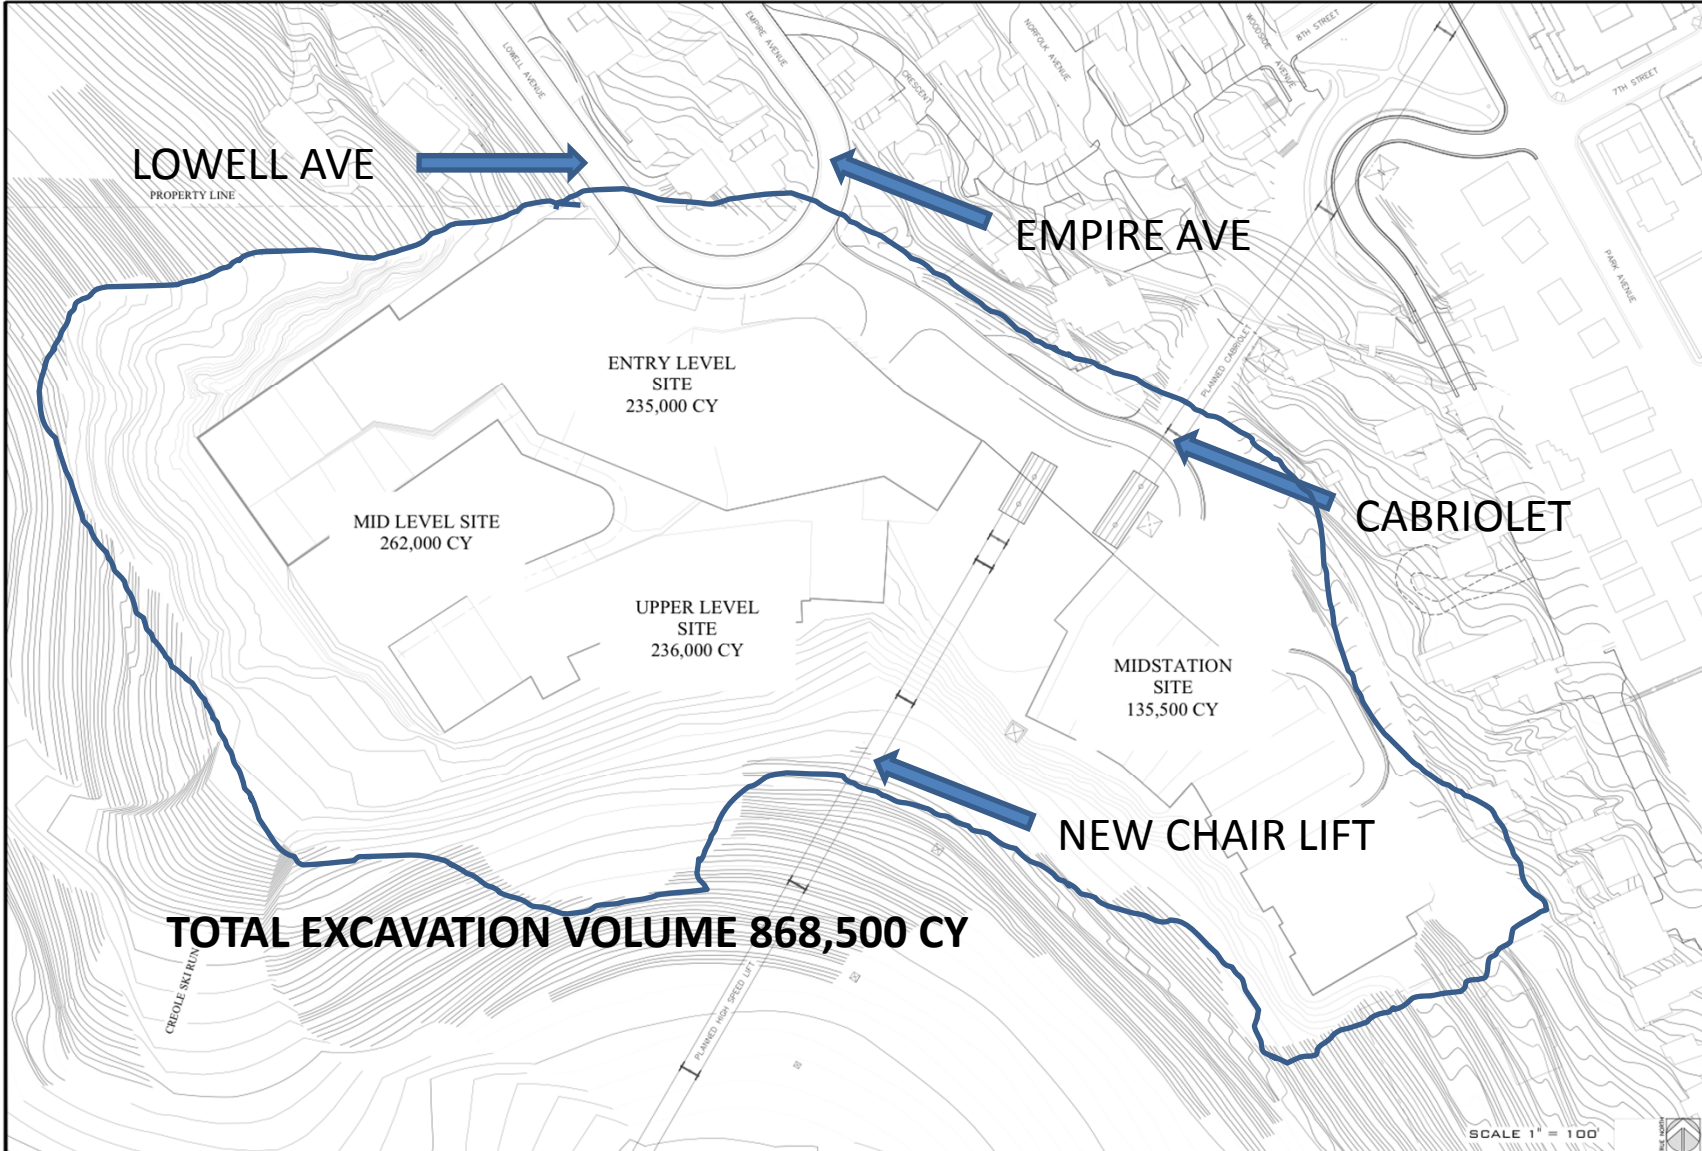 LOWELL AVENUE
EMPIRE AVENUE
CRESCENT
NORFOLK AVENUE
WOODSIDE AVENUE
8TH STREET
7TH STREET
LOWELL AVE
PROPERTY LINE
EMPIRE AVE
PARK AVENUE
PLANNED CABRIOLET
ENTRY LEVEL
SITE
235,000 CY
MID LEVEL SITE
262,000 CY
CABRIOLET
UPPER LEVEL
SITE
236,000 CY
MIDSTATION
SITE
135,500 CY
NEW CHAIR LIFT
TOTAL EXCAVATION VOLUME 868,500 CY
CREOLE SKI RUN
PLANNED HIGH SPEED LIFT
SCALE 1" = 100'